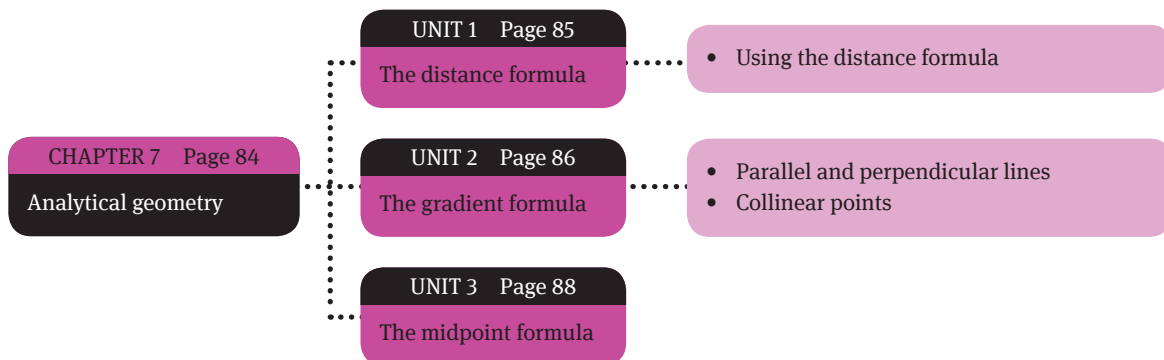 CHAPTER 7 Page 84
Analytical geometry
UNIT 1 Page 85
The distance formula
• Using the distance formula
UNIT 2 Page 86
The gradient formula
• Parallel and perpendicular lines
• Collinear points
UNIT 3 Page 88
The midpoint formula